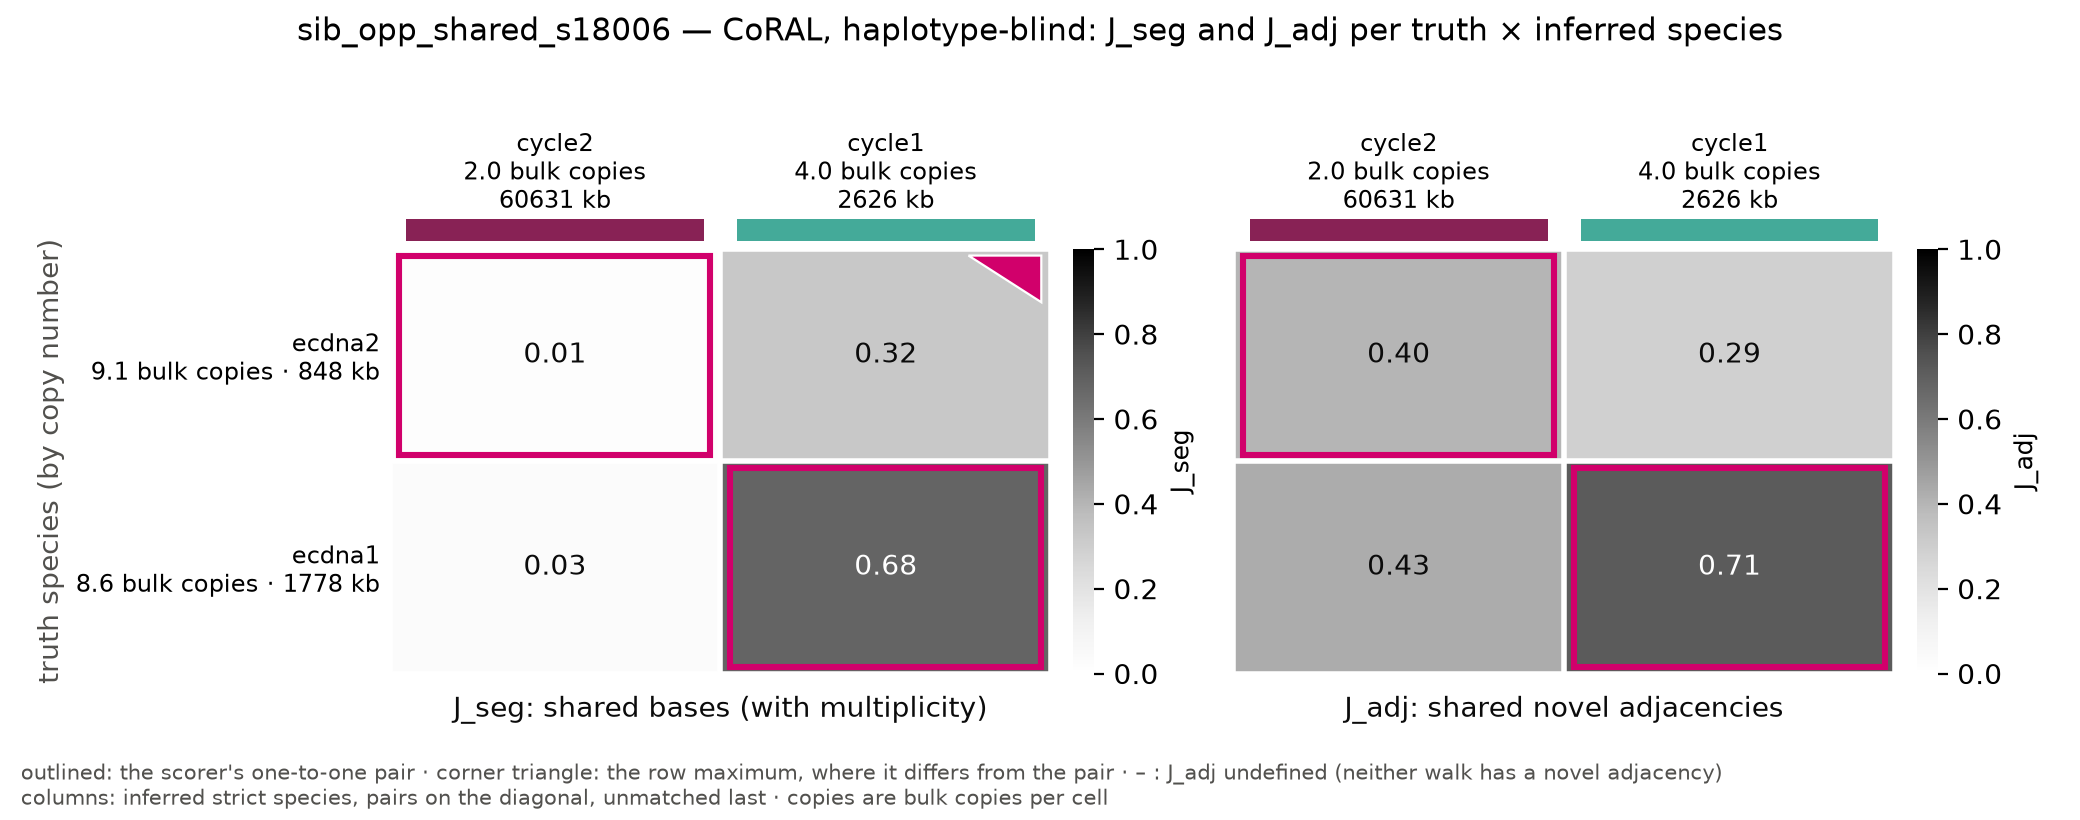 sib_opp_shared_s18006 — CoRAL, haplotype-blind: J_seg and J_adj per truth × inferred species
cycle2
2.0 bulk copies
60631 kb
cycle1
4.0 bulk copies
2626 kb
cycle2
2.0 bulk copies
60631 kb
cycle1
4.0 bulk copies
2626 kb
truth species (by copy number)
ecdna2
9.1 bulk copies · 848 kb
ecdna1
8.6 bulk copies · 1778 kb
0.01
0.32
0.03
0.68
1.0
0.8
0.6
0.4
0.2
0.0
J_seg
0.40
0.29
0.43
0.71
1.0
0.8
0.6
0.4
0.2
0.0
J_adj
J_seg: shared bases (with multiplicity)
J_adj: shared novel adjacencies
outlined: the scorer's one-to-one pair · corner triangle: the row maximum, where it differs from the pair · – : J_adj undefined (neither walk has a novel adjacency)
columns: inferred strict species, pairs on the diagonal, unmatched last · copies are bulk copies per cell